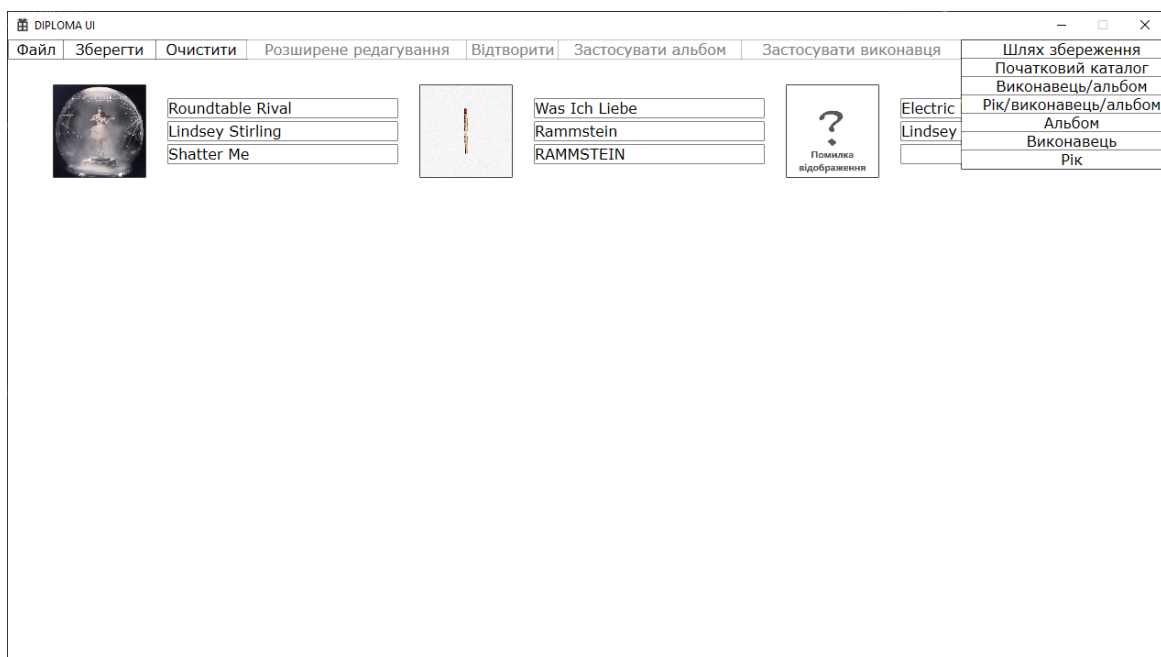 DIPLOMA UI
Файл Зберегти Очистити Розширене редагування Відтворити Застосувати альбом Застосувати виконавця Шлях збереження
Початковий каталог
Виконавець/альбом
Рік/виконавець/альбом
Альбом
Виконавець
Рік
Roundtable Rival
Lindsey Stirling
Shatter Me
Was Ich Liebe
Rammstein
RAMMSTEIN
Помилка
відображення
Electric
Lindsey